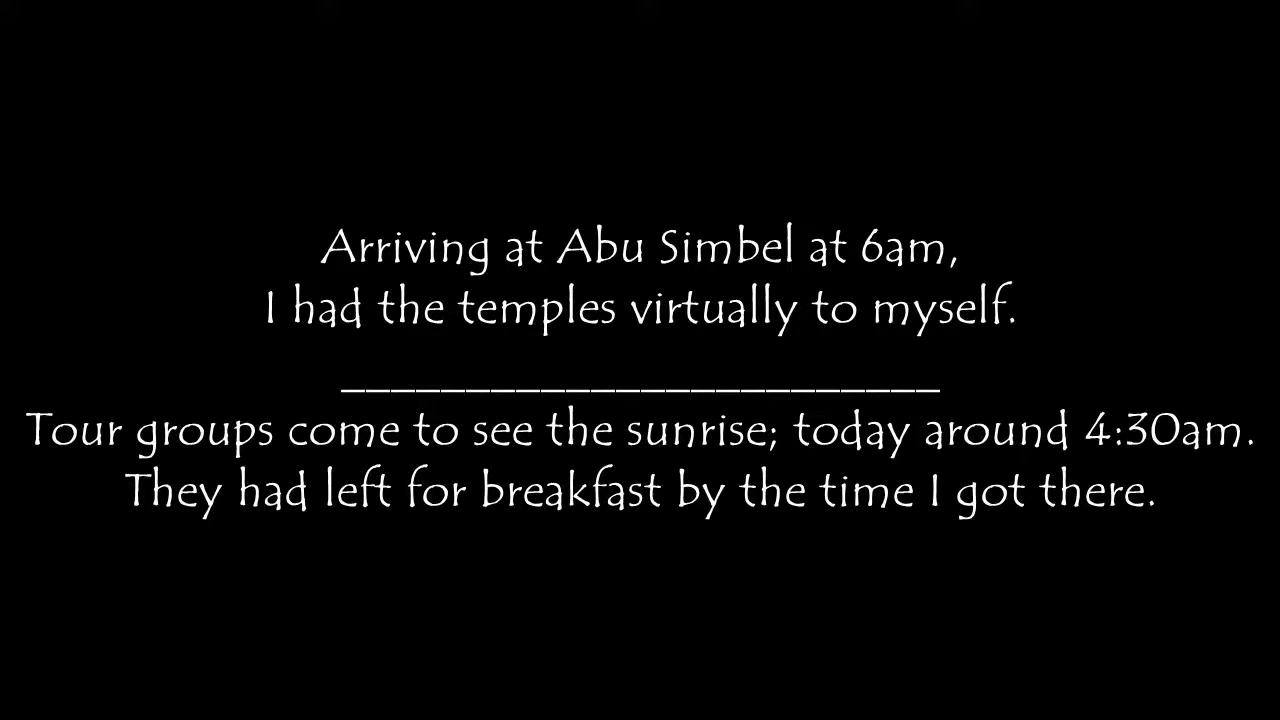 Arriving at Abu Simbel at 6am,
I had the temples virtually to myself.
________________________
Tour groups come to see the sunrise; today around 4:30am.
They had left for breakfast by the time I got there.